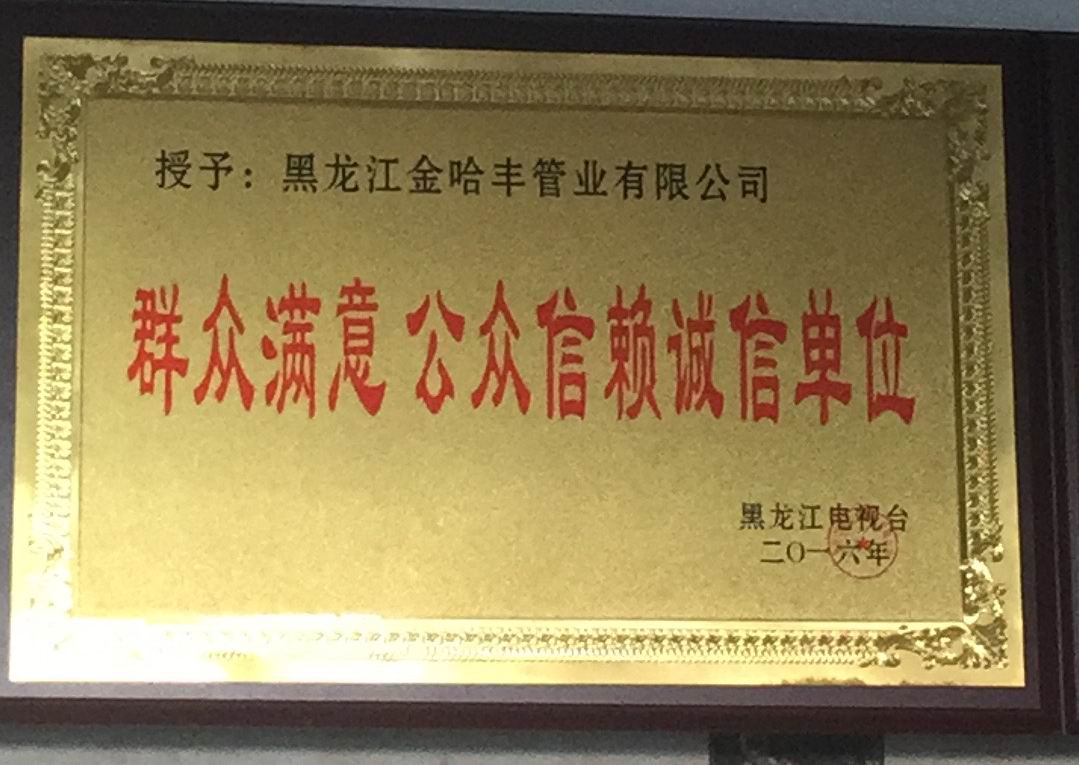 授予：黑龙江金哈丰管业有限公司
群众满意 公众信赖诚信单位
黑龙江电视台
二〇一六年